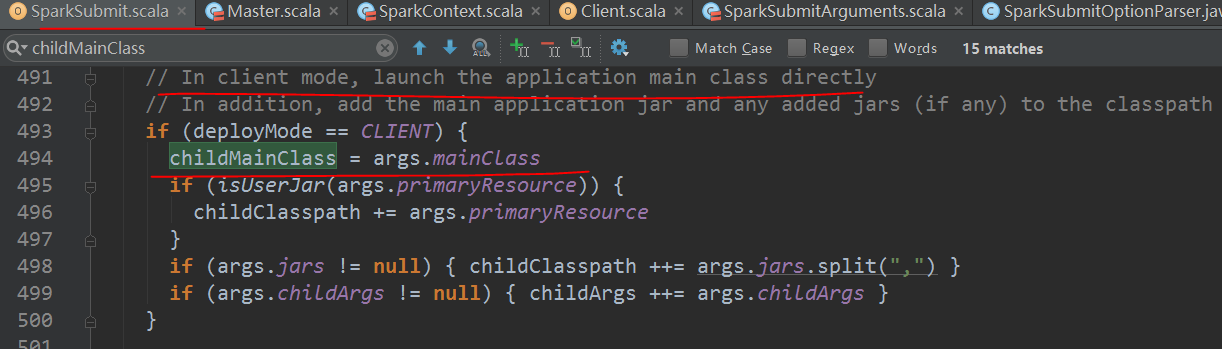 SparkSubmit.scala × Master.scala × SparkContext.scala × Client.scala × SparkSubmitArguments.scala × SparkSubmitOptionParser.jav
childMainClass Match Case Regex Words 15 matches
491 // In client mode, launch the application main class directly
492 // In addition, add the main application jar and any added jars (if any) to the classpath
493 if (deployMode == CLIENT) {
494 childMainClass = args.mainClass
495 if (isUserJar(args.primaryResource)) {
496 childClasspath += args.primaryResource
497 }
498 if (args.jars != null) { childClasspath ++= args.jars.split(",") }
499 if (args.childArgs != null) { childArgs ++= args.childArgs }
500 }
501